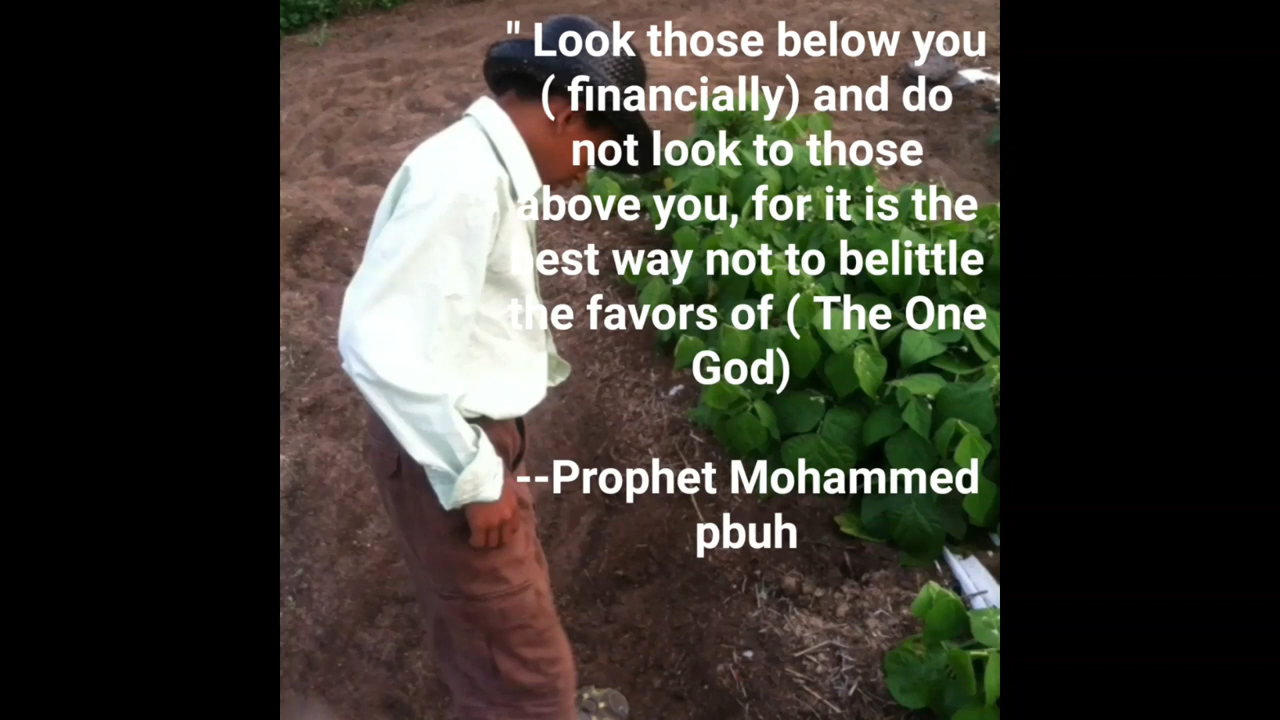 " Look those below you
( financially) and do
not look to those
above you, for it is the
best way not to belittle
the favors of ( The One
God)
--Prophet Mohammed
pbuh